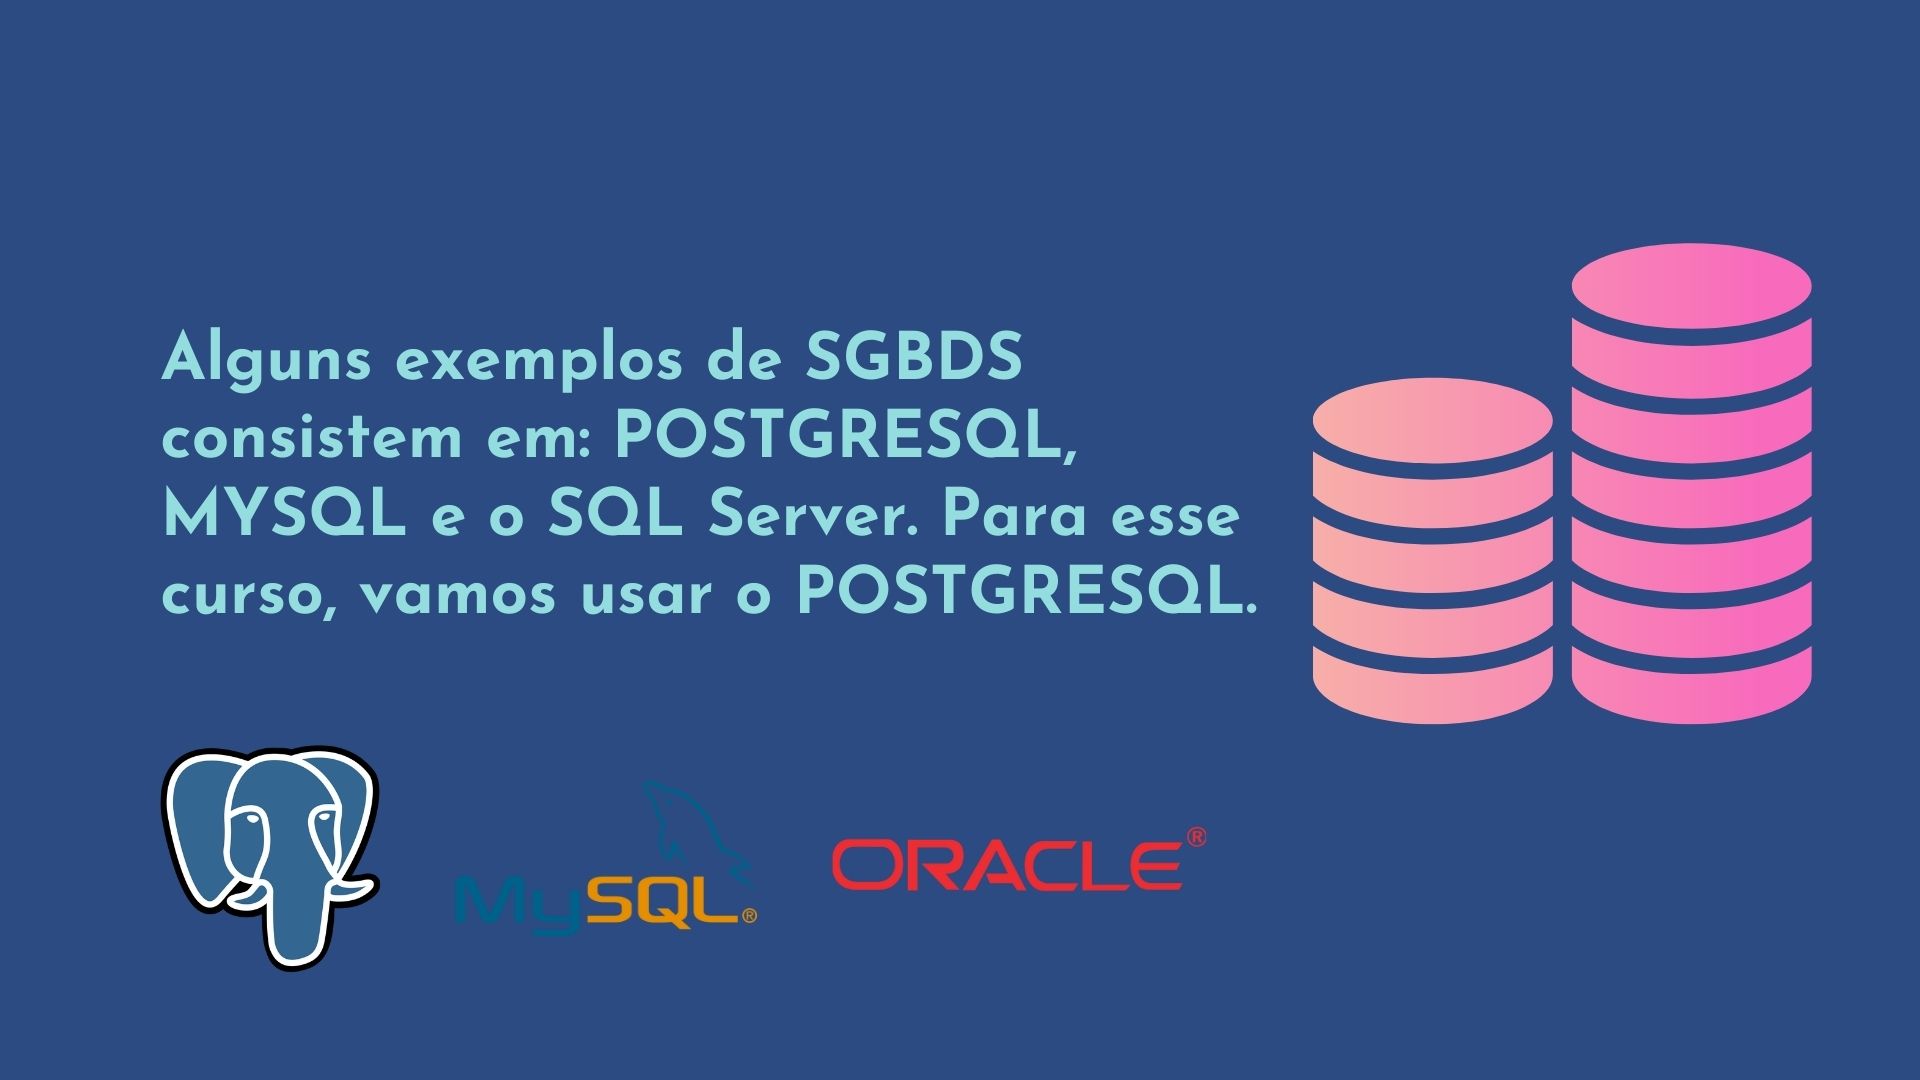 Alguns exemplos de SGBDS
consistem em: POSTGRESQL,
MYSQL e o SQL Server. Para esse
curso, vamos usar o POSTGRESQL.
MySQL®
ORACLE®